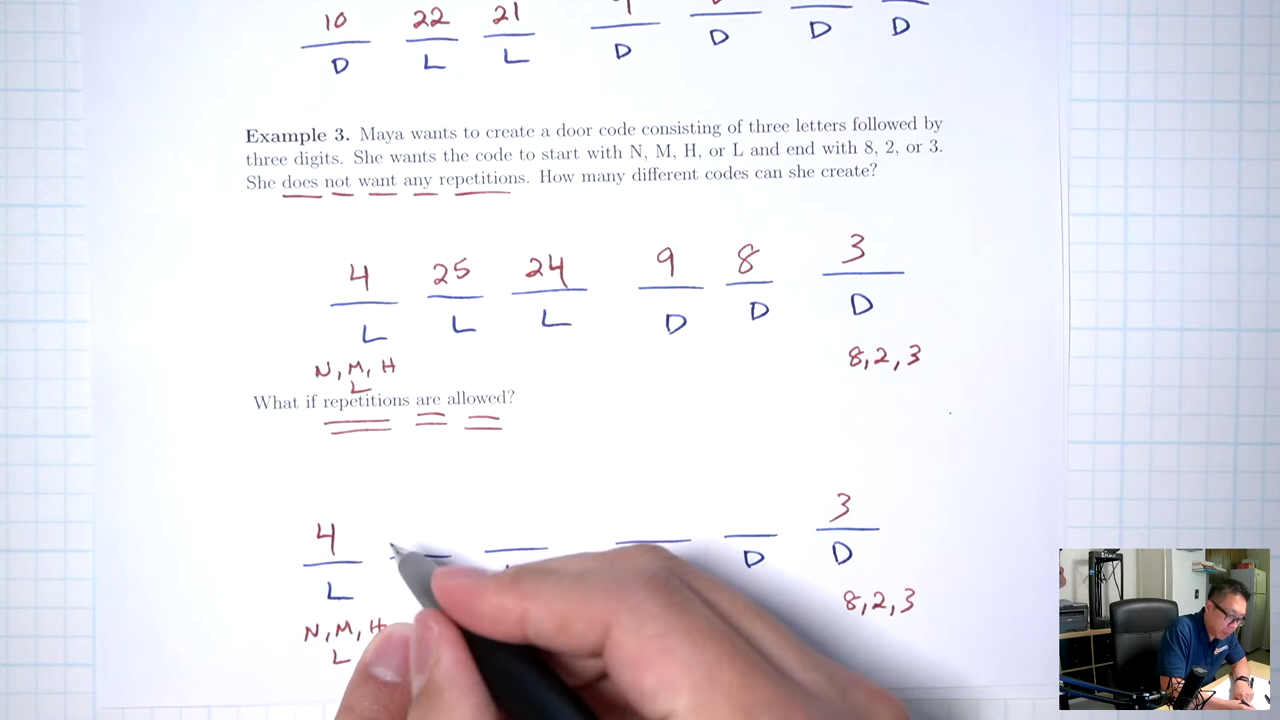 10 22 21
D L L D D D D
Example 3. Maya wants to create a door code consisting of three letters followed by
three digits. She wants the code to start with N, M, H, or L and end with 8, 2, or 3.
She does not want any repetitions. How many different codes can she create?
4 25 24 9 8 3
L L L D D D
N, M, H 8, 2, 3
L
What if repetitions are allowed?
4 3
L D D
N, M, H 8, 2, 3
L